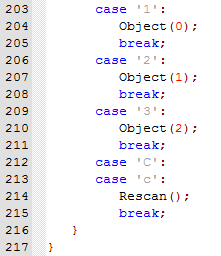 203 case '1':
204 Object(0);
205 break;
206 case '2':
207 Object(1);
208 break;
209 case '3':
210 Object(2);
211 break;
212 case 'C':
213 case 'c':
214 Rescan();
215 break;
216 }
217 }